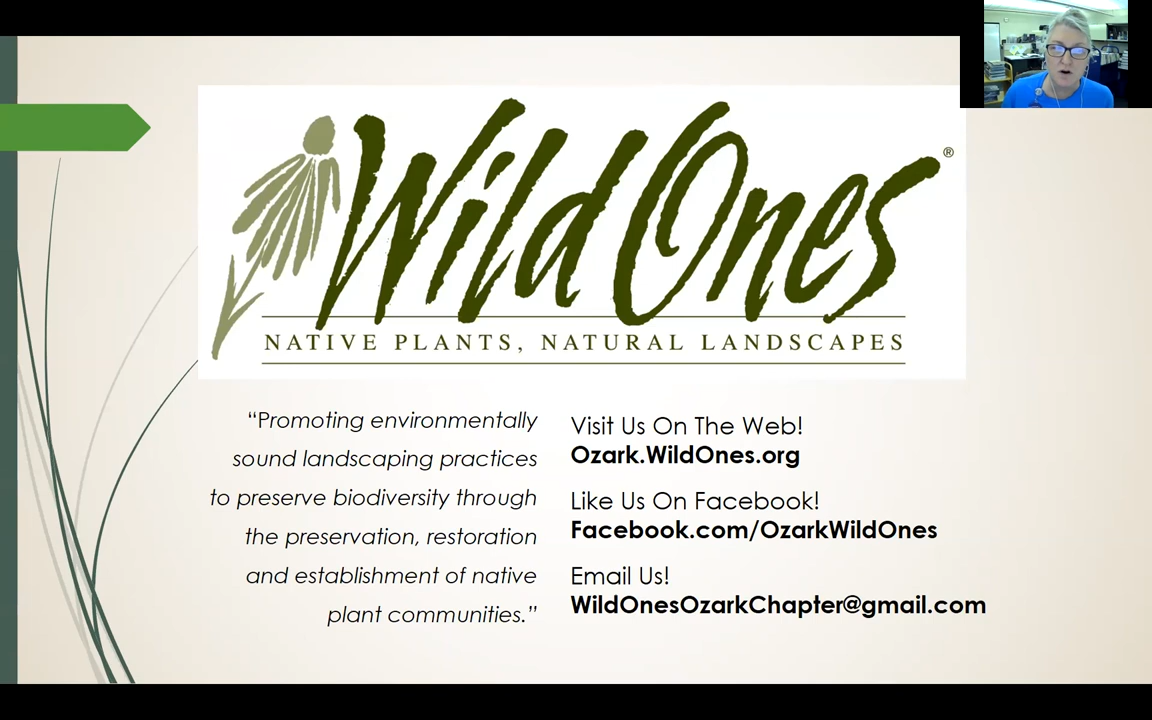 Wild Ones®
NATIVE PLANTS, NATURAL LANDSCAPES
“Promoting environmentally
sound landscaping practices
to preserve biodiversity through
the preservation, restoration
and establishment of native
plant communities.”
Visit Us On The Web!
Ozark.WildOnes.org
Like Us On Facebook!
Facebook.com/OzarkWildOnes
Email Us!
WildOnesOzarkChapter@gmail.com